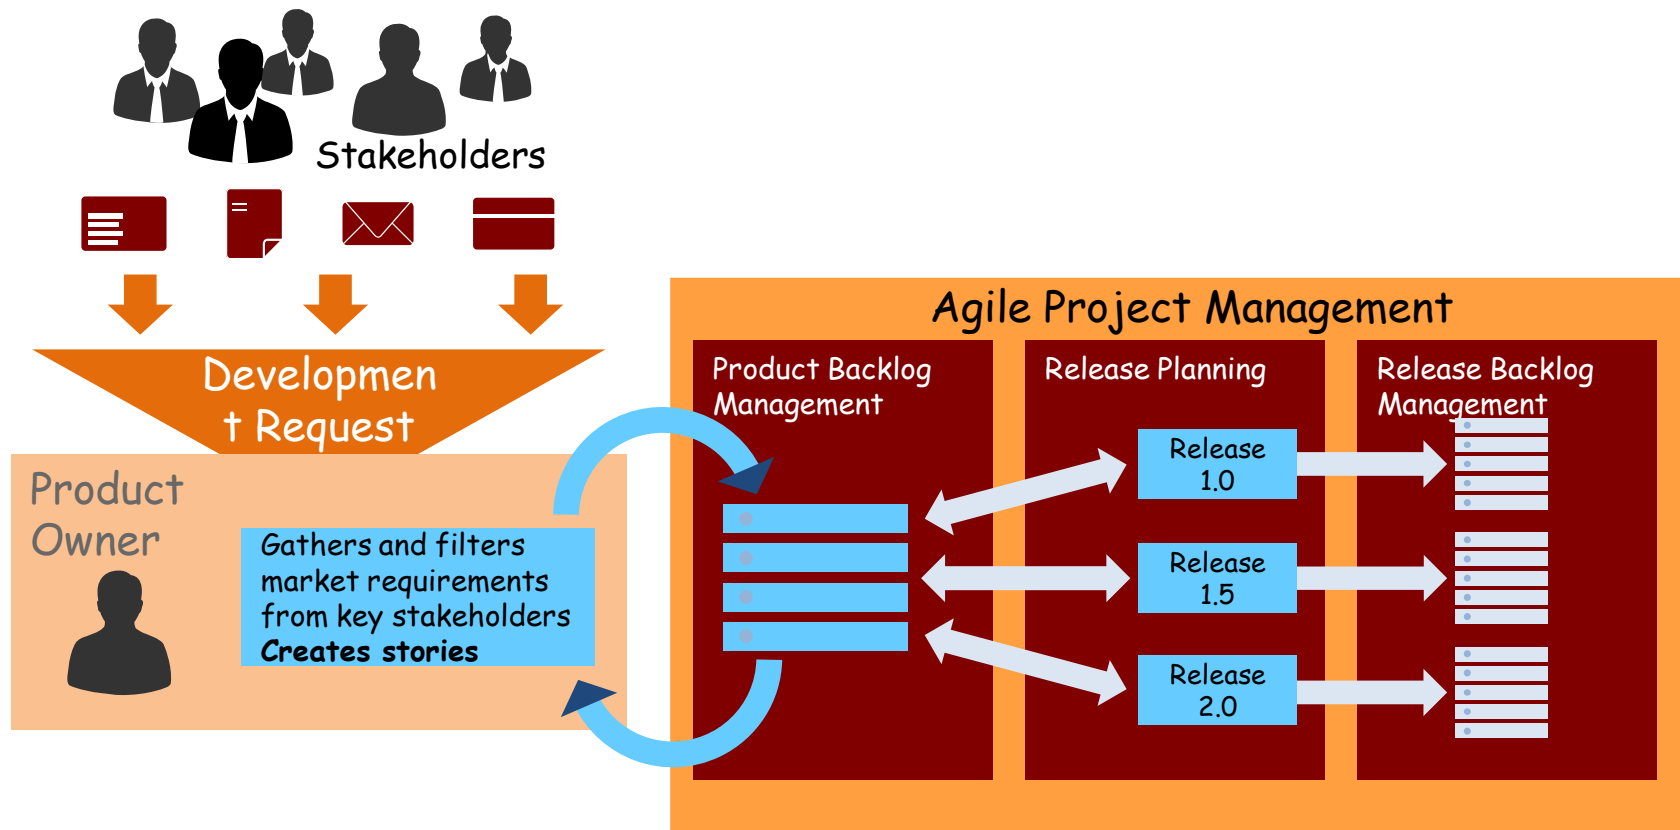 Stakeholders
Developmen
t Request
Product
Owner
Gathers and filters
market requirements
from key stakeholders
Creates stories
Agile Project Management
Product Backlog
Management
Release Planning
Release
1.0
Release
1.5
Release
2.0
Release Backlog
Management